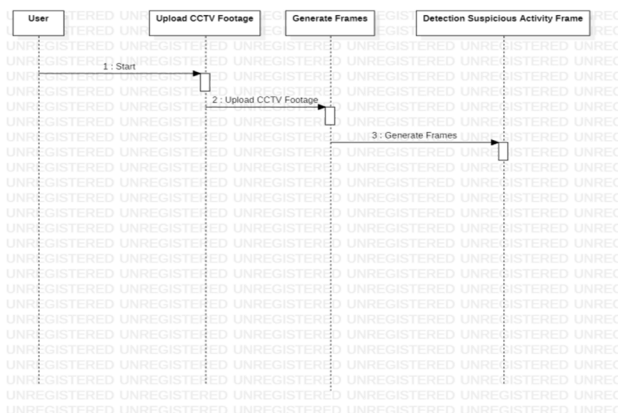 User
Upload CCTV Footage
Generate Frames
Detection Suspicious Activity Frame
1 : Start
2 : Upload CCTV Footage
3 : Generate Frames
UNREGISTERED